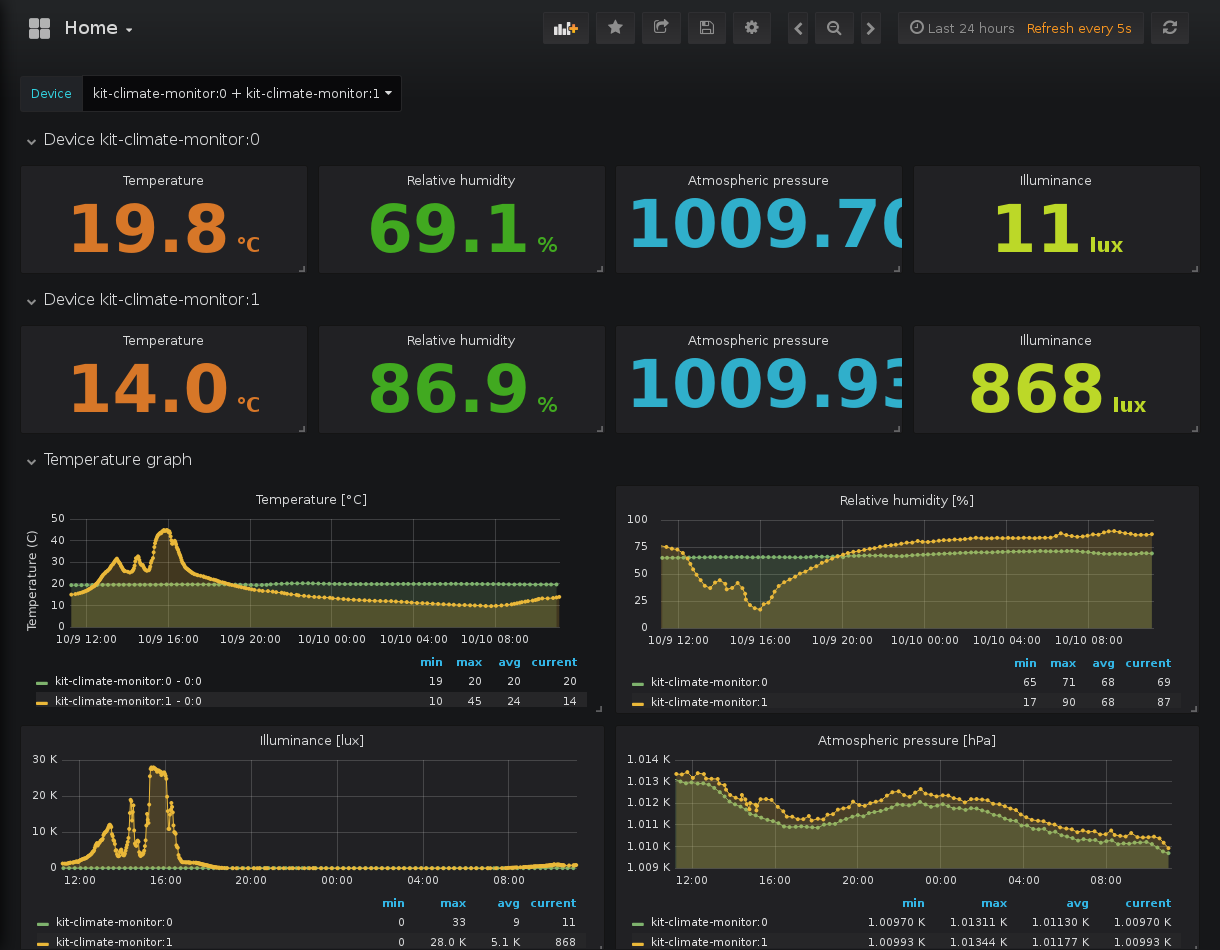 Home
Last 24 hours Refresh every 5s
Device kit-climate-monitor:0 + kit-climate-monitor:1
Device kit-climate-monitor:0
Temperature Relative humidity Atmospheric pressure Illuminance
19.8 °C 69.1 % 1009.70 11 lux
Device kit-climate-monitor:1
Temperature Relative humidity Atmospheric pressure Illuminance
14.0 °C 86.9 % 1009.93 868 lux
Temperature graph
Temperature [°C]
Temperature (C)
50
40
30
20
10
0
10/9 12:00 10/9 16:00 10/9 20:00 10/10 00:00 10/10 04:00 10/10 08:00
min max avg current
kit-climate-monitor:0 - 0:0 19 20 20 20
kit-climate-monitor:1 - 0:0 10 45 24 14
Relative humidity [%]
100
75
50
25
0
10/9 12:00 10/9 16:00 10/9 20:00 10/10 00:00 10/10 04:00 10/10 08:00
min max avg current
kit-climate-monitor:0 65 71 68 69
kit-climate-monitor:1 17 90 68 87
Illuminance [lux]
30 K
20 K
10 K
0
12:00 16:00 20:00 00:00 04:00 08:00
min max avg current
kit-climate-monitor:0 0 33 9 11
kit-climate-monitor:1 0 28.0 K 5.1 K 868
Atmospheric pressure [hPa]
1.014 K
1.013 K
1.012 K
1.011 K
1.010 K
1.009 K
12:00 16:00 20:00 00:00 04:00 08:00
min max avg current
kit-climate-monitor:0 1.00970 K 1.01311 K 1.01130 K 1.00970 K
kit-climate-monitor:1 1.00993 K 1.01344 K 1.01177 K 1.00993 K